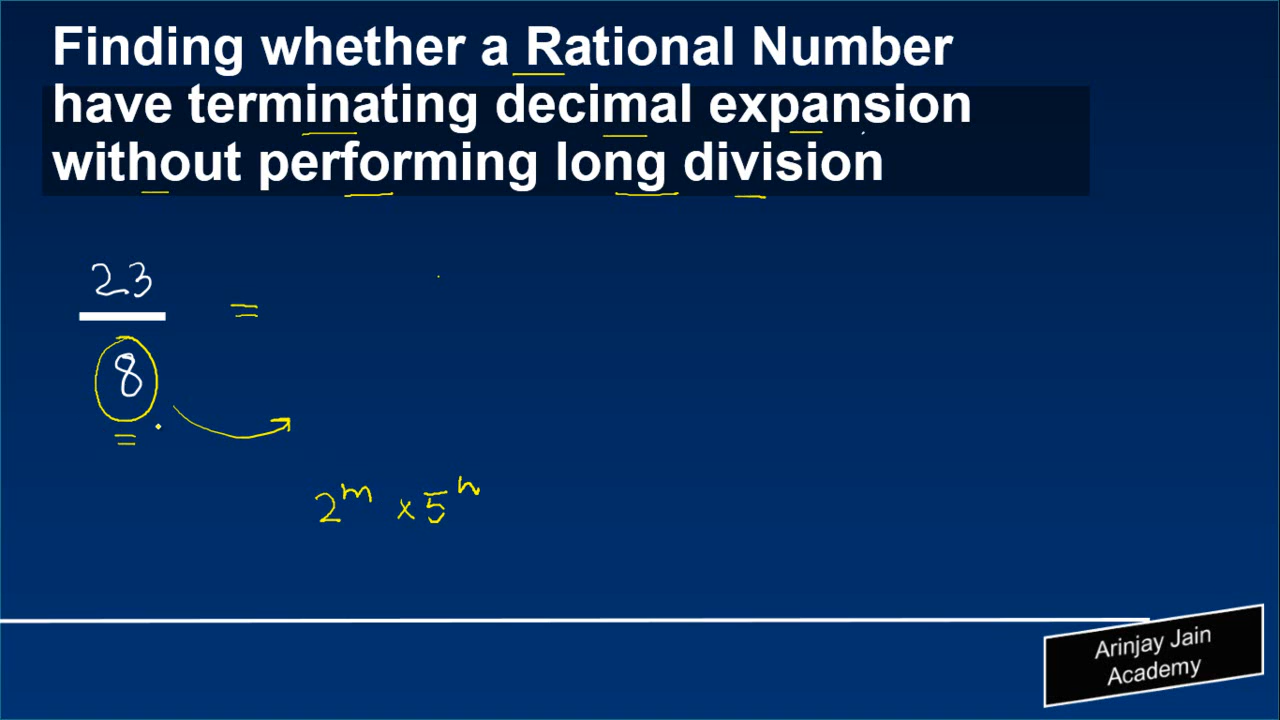 Finding whether a Rational Number
have terminating decimal expansion
without performing long division
23
=
8
=
2^m × 5^n
Arinjay Jain
Academy